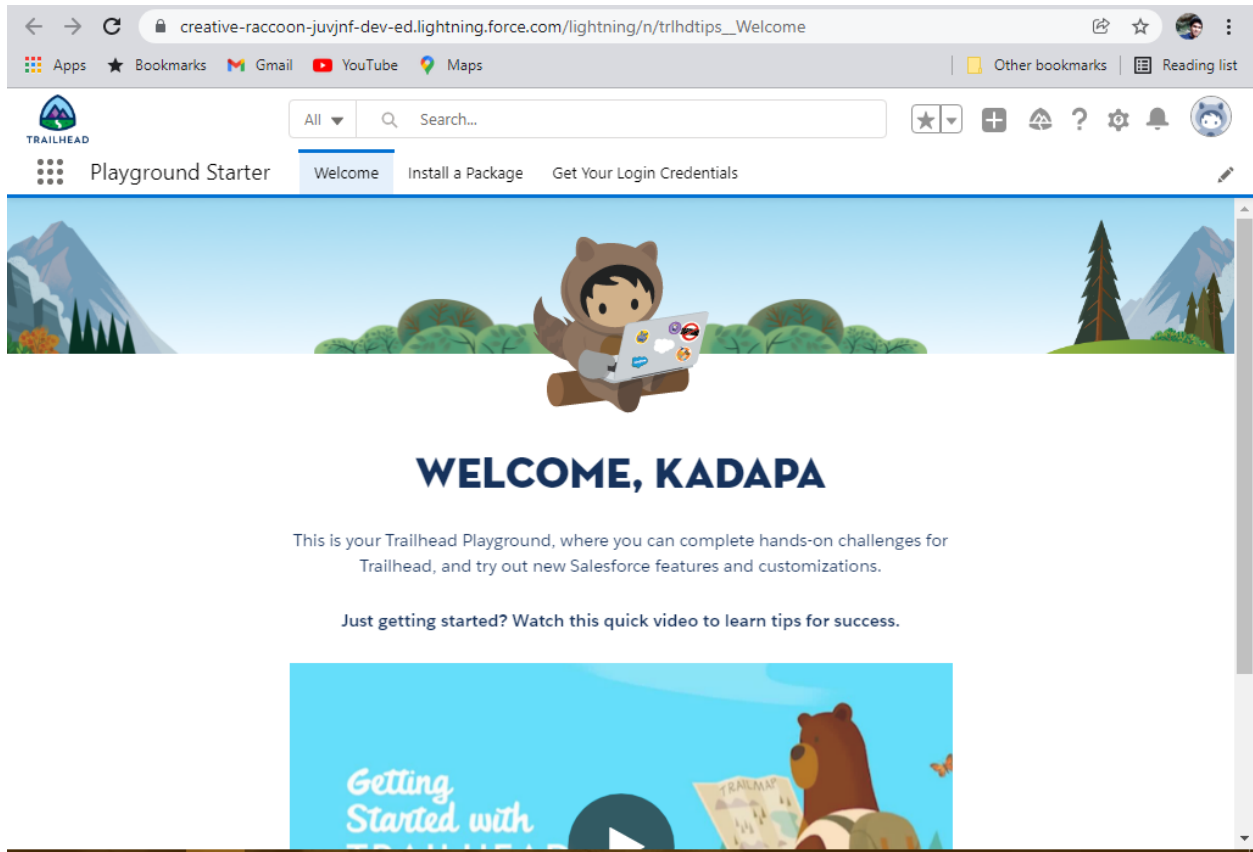 creative-raccoon-juvjnf-dev-ed.lightning.force.com/lightning/n/trlhdtips__Welcome
Apps Bookmarks Gmail YouTube Maps Other bookmarks Reading list
TRAILHEAD
All Search...
Playground Starter Welcome Install a Package Get Your Login Credentials
WELCOME, KADAPA
This is your Trailhead Playground, where you can complete hands-on challenges for
Trailhead, and try out new Salesforce features and customizations.
Just getting started? Watch this quick video to learn tips for success.
TRAILMAP
Getting
Started with
TRAILHEAD